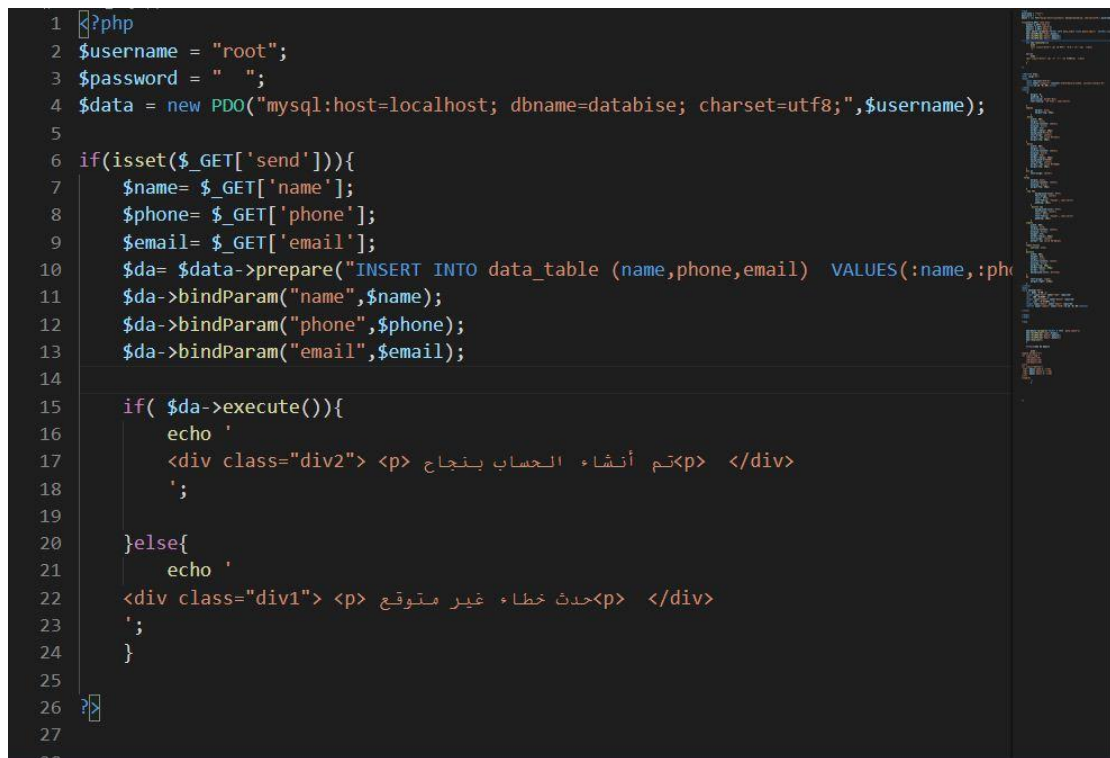 1 <?php
2 $username = "root";
3 $password = "  ";
4 $data = new PDO("mysql:host=localhost; dbname=databise; charset=utf8;",$username);
5
6 if(isset($_GET['send'])){
7     $name= $_GET['name'];
8     $phone= $_GET['phone'];
9     $email= $_GET['email'];
10     $da= $data->prepare("INSERT INTO data_table (name,phone,email)  VALUES(:name,:pho
11     $da->bindParam("name",$name);
12     $da->bindParam("phone",$phone);
13     $da->bindParam("email",$email);
14
15     if( $da->execute()){
16         echo '
17         <div class="div2"> <p> تم أنشاء الحساب بنجاح<p>  </div>
18         ';
19
20     }else{
21         echo '
22     <div class="div1"> <p> حدث خطاء غير متوقع<p>  </div>
23     ';
24     }
25
26 ?>
27